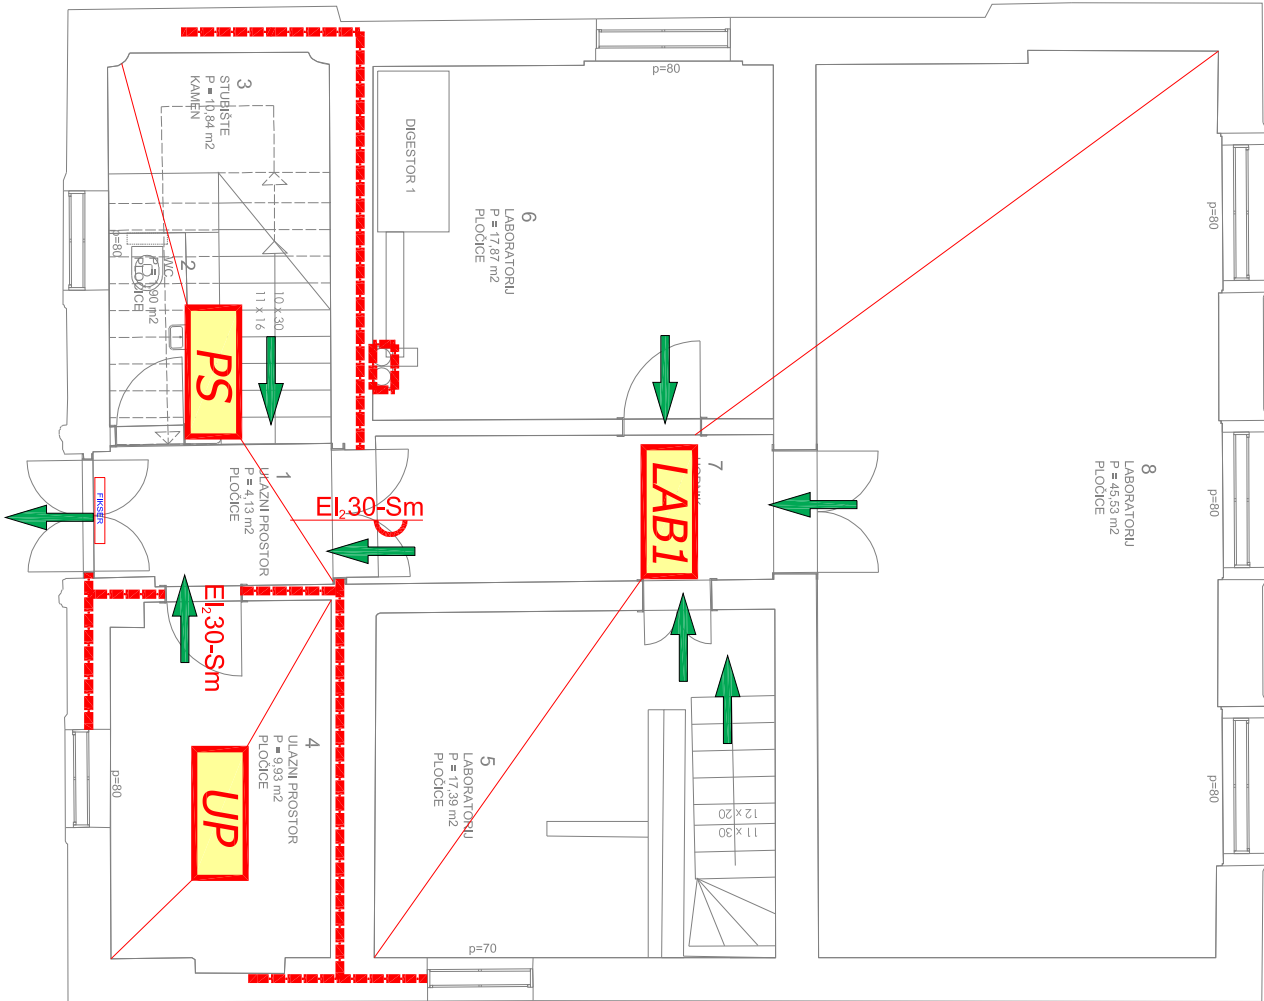 p=80
3
STUBIŠTE
P = 10,84 m2
KAMEN
DIGESTOR 1
6
LABORATORIJ
P = 17,87 m2
PLOČICE
p=80
p=80
2
WC
PLOČICE
10 x 30
11 x 16
PS
1
ULAZNI PROSTOR
P = 4,13 m2
PLOČICE
FIKSER
EI₂30-Sm
7
LAB1
8
LABORATORIJ
P = 45,53 m2
PLOČICE
p=80
EI₂30-Sm
4
ULAZNI PROSTOR
P = 9,93 m2
PLOČICE
UP
p=80
5
LABORATORIJ
P = 17,39 m2
PLOČICE
12 x 20
11 x 30
p=80
p=70